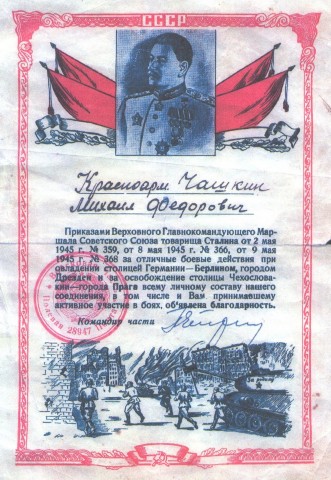 СССР
Красноарм Чашкин
Михаил Федорович
Приказами Верховного Главнокомандующего Мар-
шала Советского Союза товарища Сталина от 2 мая
1945 г. № 359, от 8 мая 1945 г. № 366, от 9 мая
1945 г. № 368 за отличные боевые действия при
овладении столицей Германии—Берлином, городом
Дрезден и за освобождение столицы Чехослова-
кии—города Прага всему личному составу нашего
соединения, в том числе и Вам принимавшему
активное участие в боях, объявлена благодарность.
Командир части
Полевая 28947